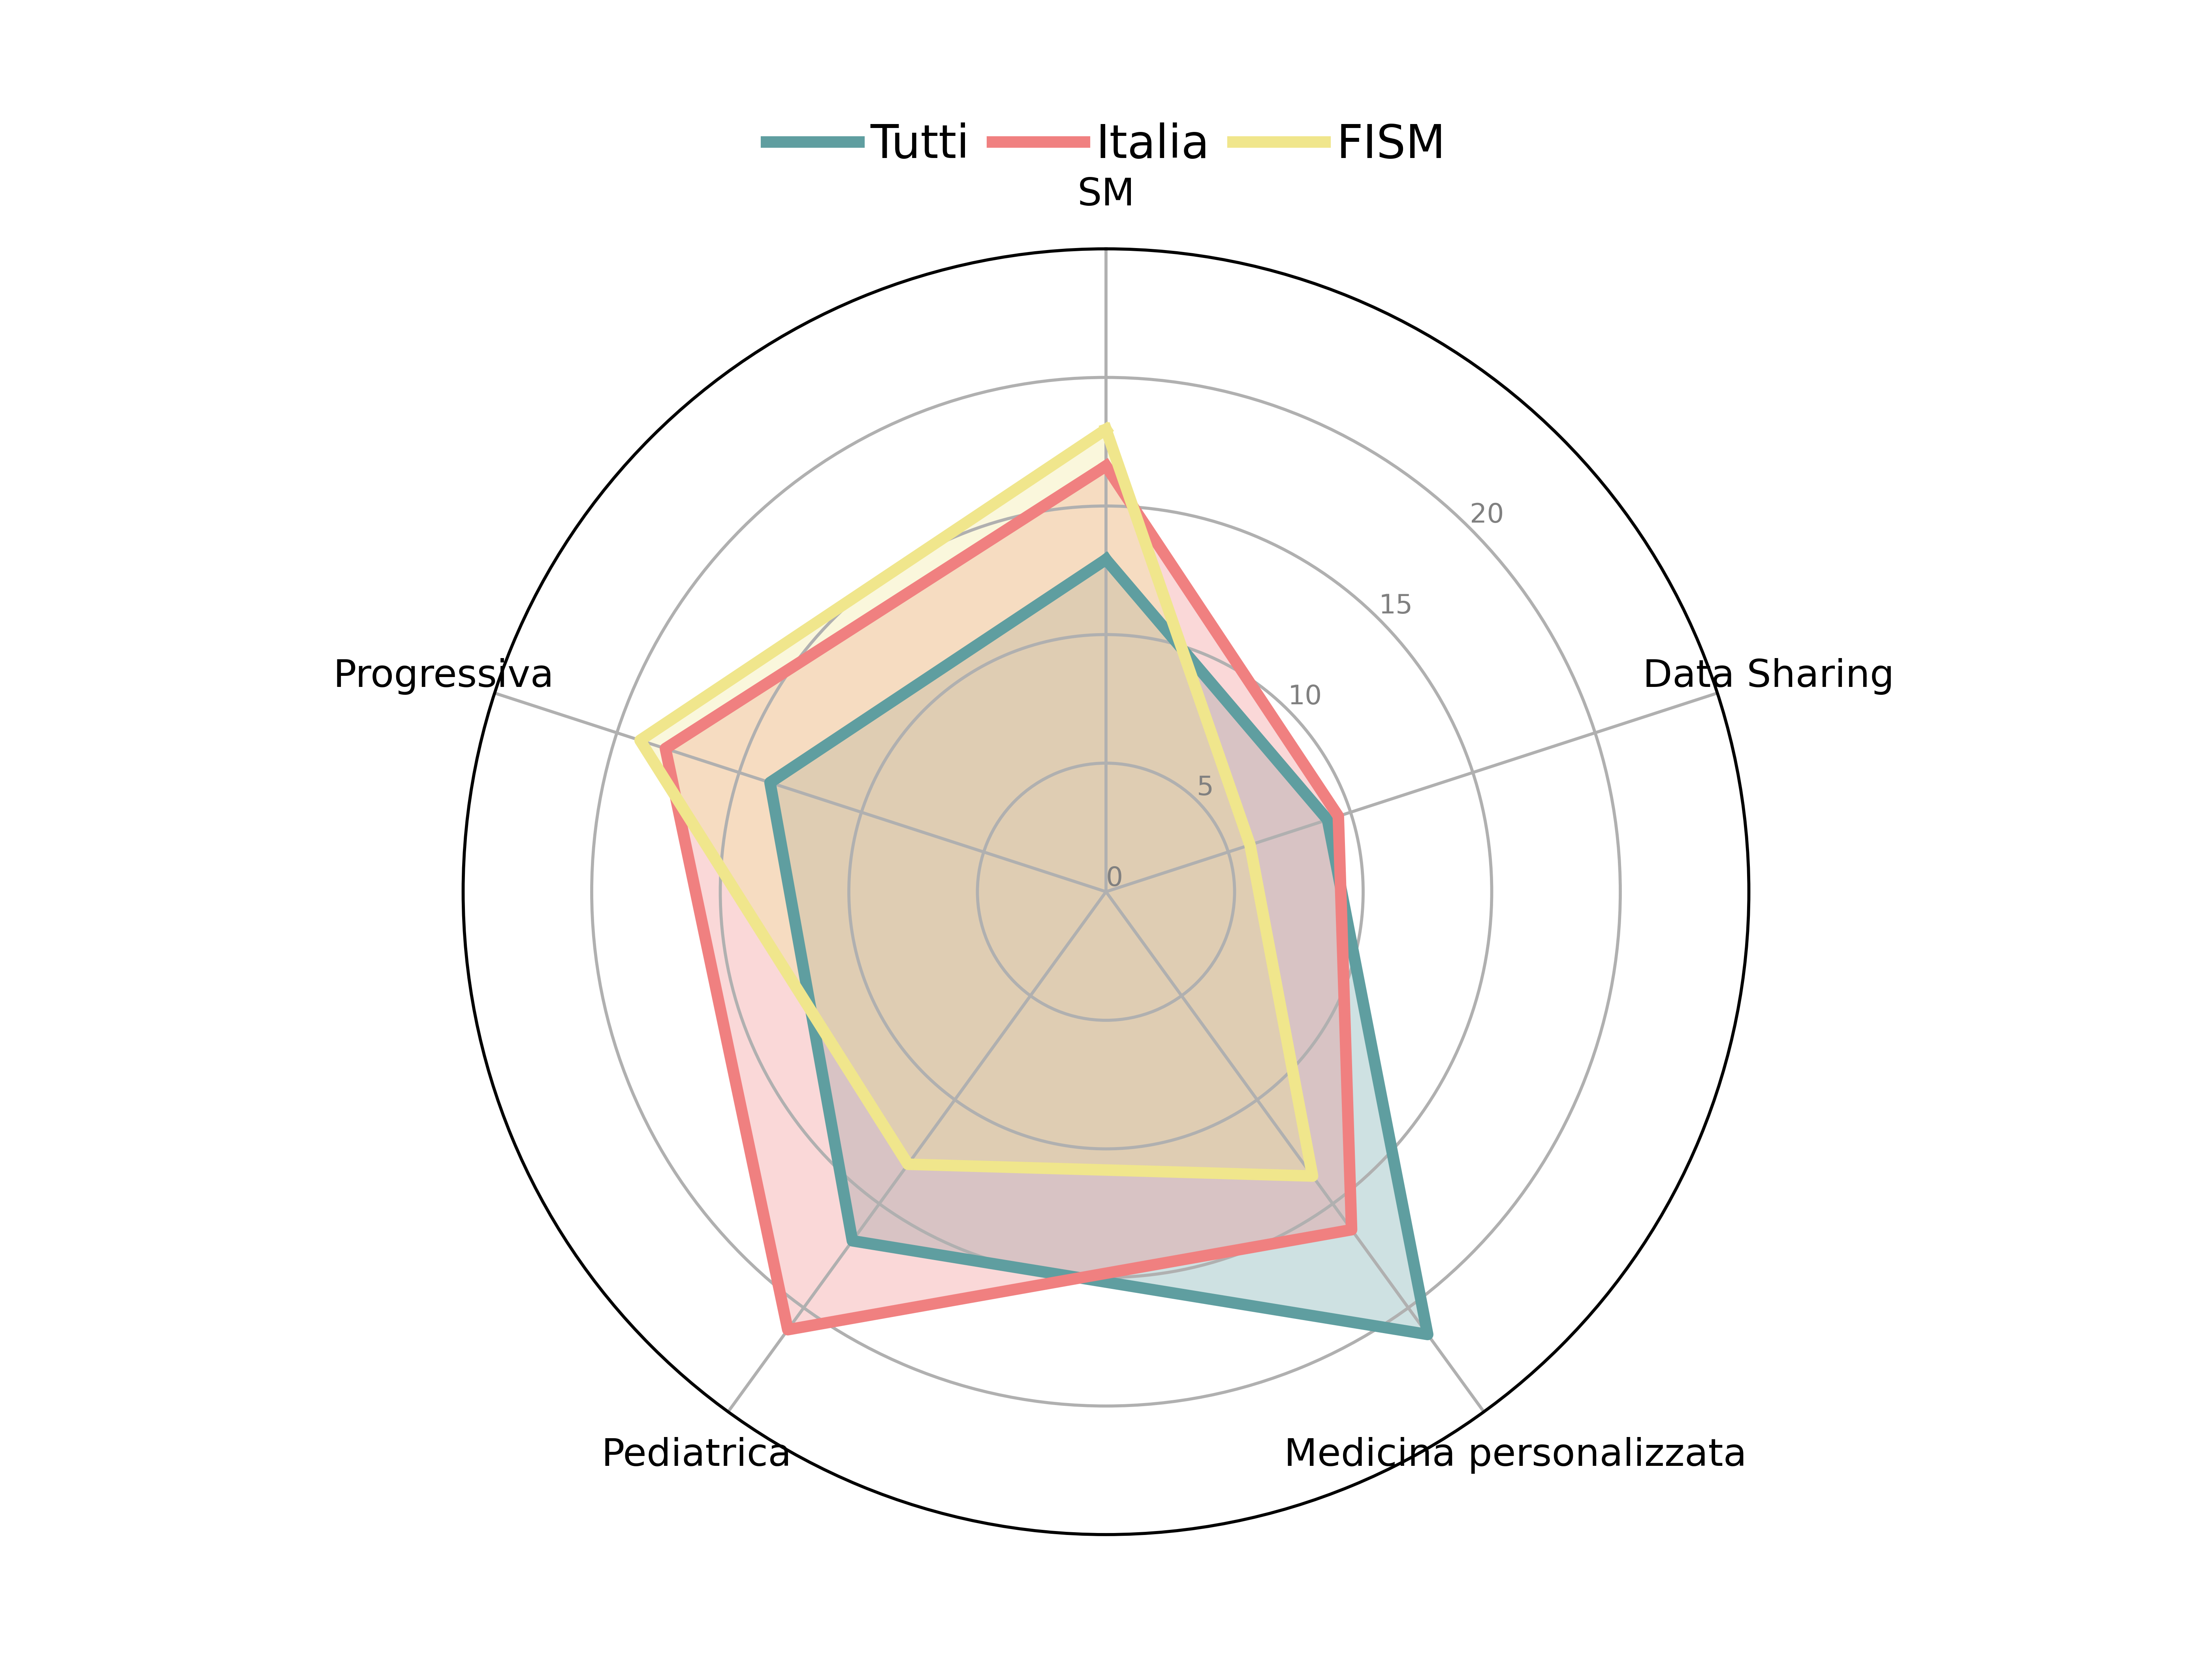 Tutti Italia FISM
SM
20
15
Progressiva
Data Sharing
10
5
0
Pediatrica
Medicina personalizzata